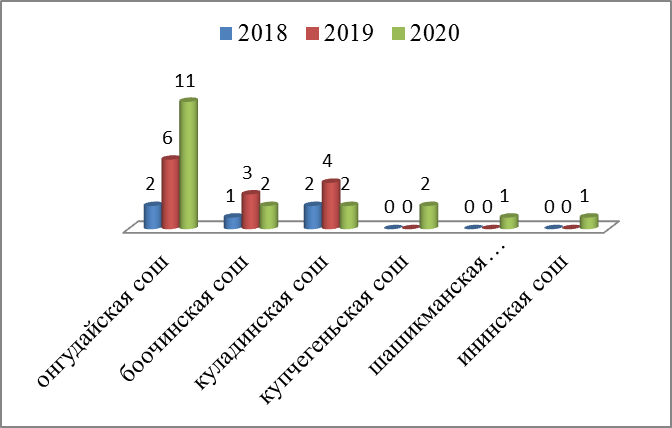 2018 2019 2020
2 6 11
1 3 2
2 4 2
0 0 2
0 0 1
0 0 1
онгудайская сош
боочинская сош
куладинская сош
купчегеньская сош
шашикманская…
ининская сош